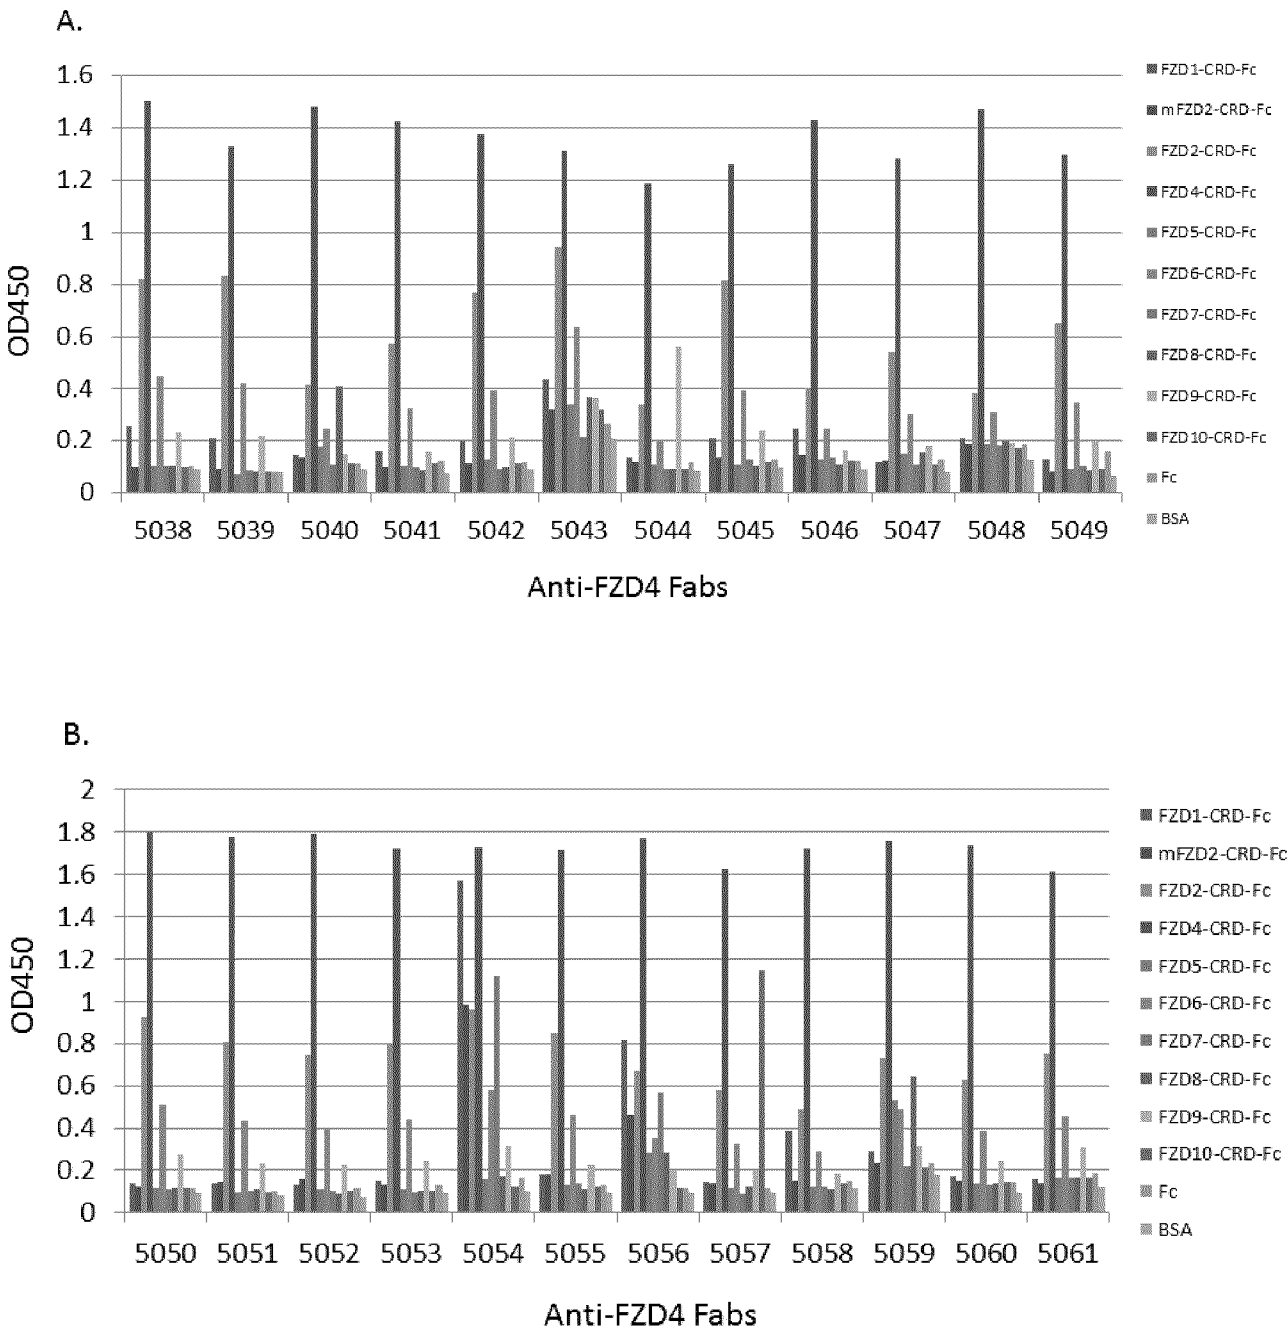 A.
1.6
1.4
1.2
1
0.8
0.6
0.4
0.2
0
OD450
5038 5039 5040 5041 5042 5043 5044 5045 5046 5047 5048 5049
Anti-FZD4 Fabs
FZD1-CRD-Fc
mFZD2-CRD-Fc
FZD2-CRD-Fc
FZD4-CRD-Fc
FZD5-CRD-Fc
FZD6-CRD-Fc
FZD7-CRD-Fc
FZD8-CRD-Fc
FZD9-CRD-Fc
FZD10-CRD-Fc
Fc
BSA
B.
2
1.8
1.6
1.4
1.2
1
0.8
0.6
0.4
0.2
0
OD450
5050 5051 5052 5053 5054 5055 5056 5057 5058 5059 5060 5061
Anti-FZD4 Fabs
FZD1-CRD-Fc
mFZD2-CRD-Fc
FZD2-CRD-Fc
FZD4-CRD-Fc
FZD5-CRD-Fc
FZD6-CRD-Fc
FZD7-CRD-Fc
FZD8-CRD-Fc
FZD9-CRD-Fc
FZD10-CRD-Fc
Fc
BSA